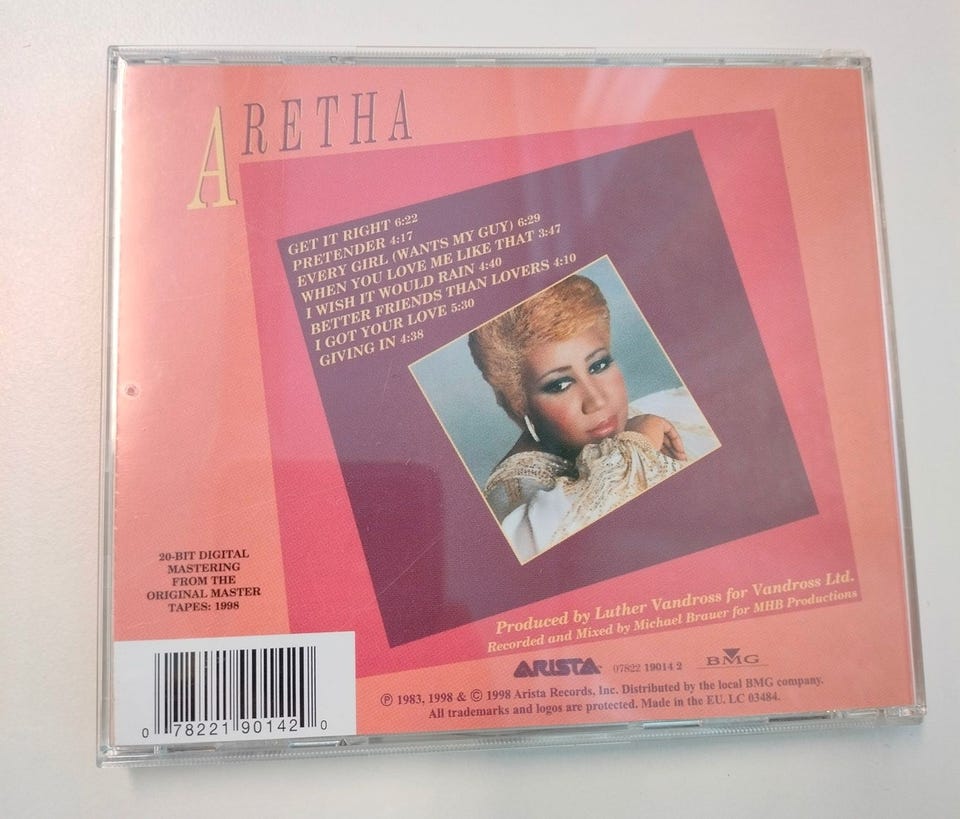 ARETHA
GET IT RIGHT 6:22
PRETENDER 4:17
EVERY GIRL (WANTS MY GUY) 6:29
WHEN YOU LOVE ME LIKE THAT 3:47
I WISH IT WOULD RAIN 4:40
BETTER FRIENDS THAN LOVERS 4:10
I GOT YOUR LOVE 5:30
GIVING IN 4:38
20-BIT DIGITAL
MASTERING
FROM THE
ORIGINAL MASTER
TAPES: 1998
Produced by Luther Vandross for Vandross Ltd.
Recorded and Mixed by Michael Brauer for MHB Productions
ARISTA 07822 19014 2 BMG
℗ 1983, 1998 & © 1998 Arista Records, Inc. Distributed by the local BMG company.
All trademarks and logos are protected. Made in the EU. LC 03484.
0 78221 90142 0